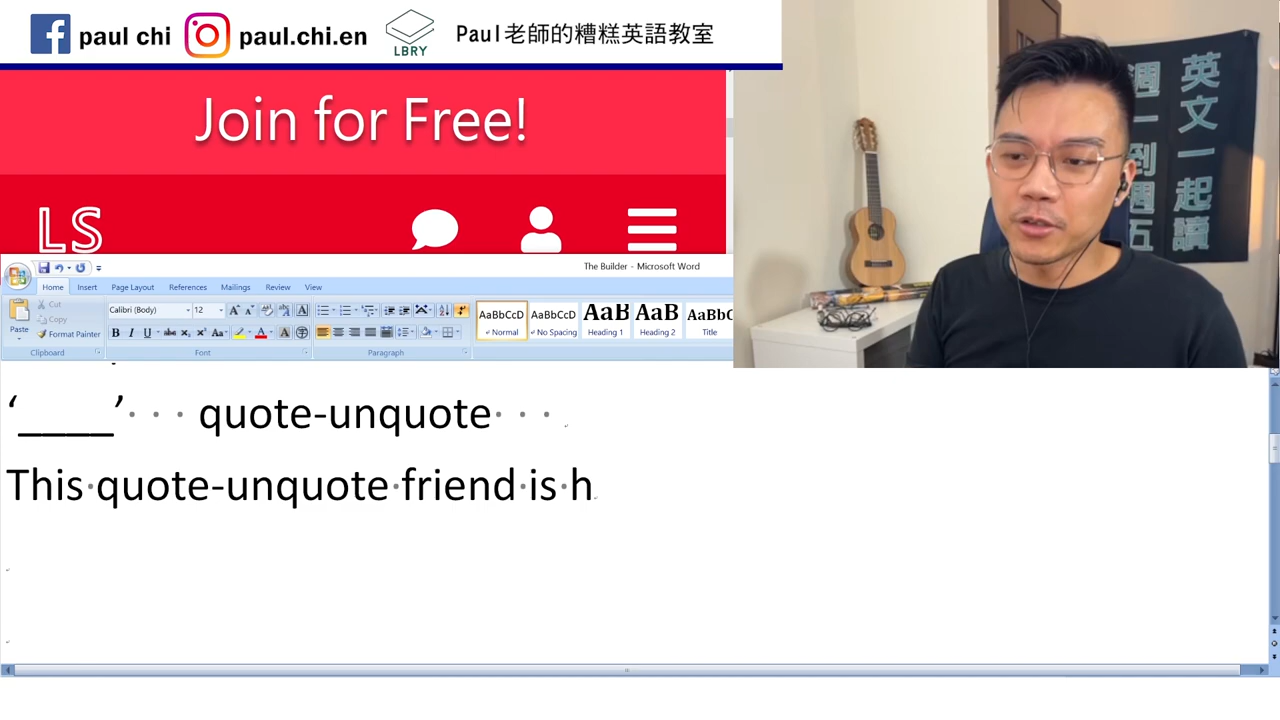 paul chi
paul.chi.en
LBRY
Paul老師的糟糕英語教室
Join for Free!
LS
The Builder - Microsoft Word
Home Insert Page Layout References Mailings Review View
Paste
Cut
Copy
Format Painter
Clipboard
Calibri (Body) 12
Font
Paragraph
AaBbCcD AaBbCcD AaB AaB AaBbC
Normal No Spacing Heading 1 Heading 2 Title
‘____’··· quote-unquote···
This·quote-unquote·friend·is·h
英文一起讀
週一到週五